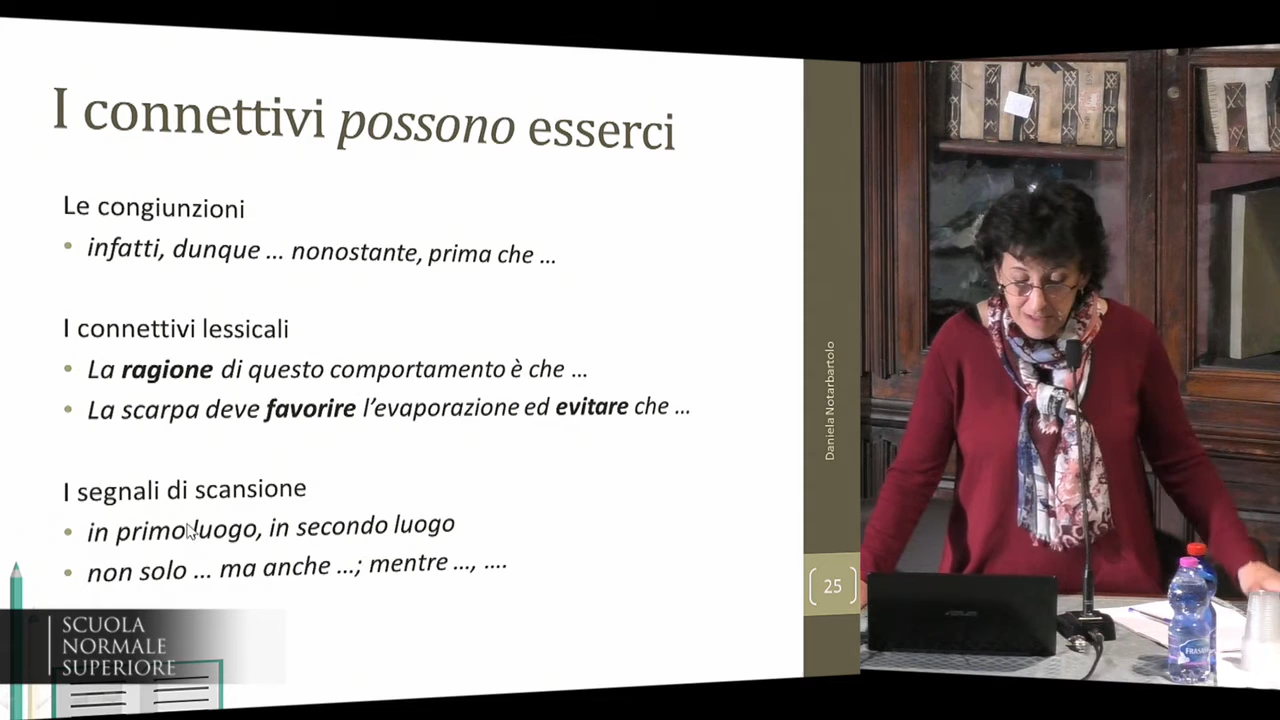 I connettivi possono esserci
Le congiunzioni
• infatti, dunque … nonostante, prima che …
I connettivi lessicali
• La ragione di questo comportamento è che …
• La scarpa deve favorire l’evaporazione ed evitare che …
I segnali di scansione
• in primo luogo, in secondo luogo
• non solo … ma anche …; mentre …, ….
Daniela Notarbartolo
25
SCUOLA
NORMALE
SUPERIORE
ASUS